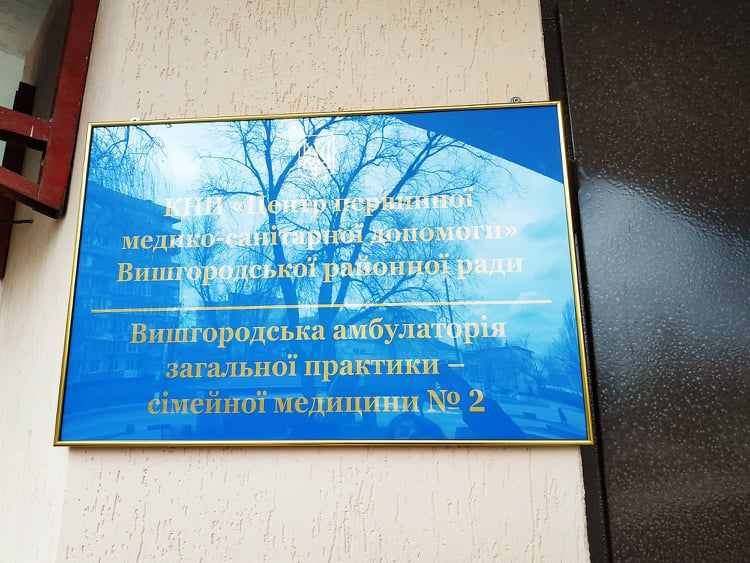 КНП «Центр первинної
медико-санітарної допомоги»
Вишгородської районної ради
Вишгородська амбулаторія
загальної практики –
сімейної медицини № 2